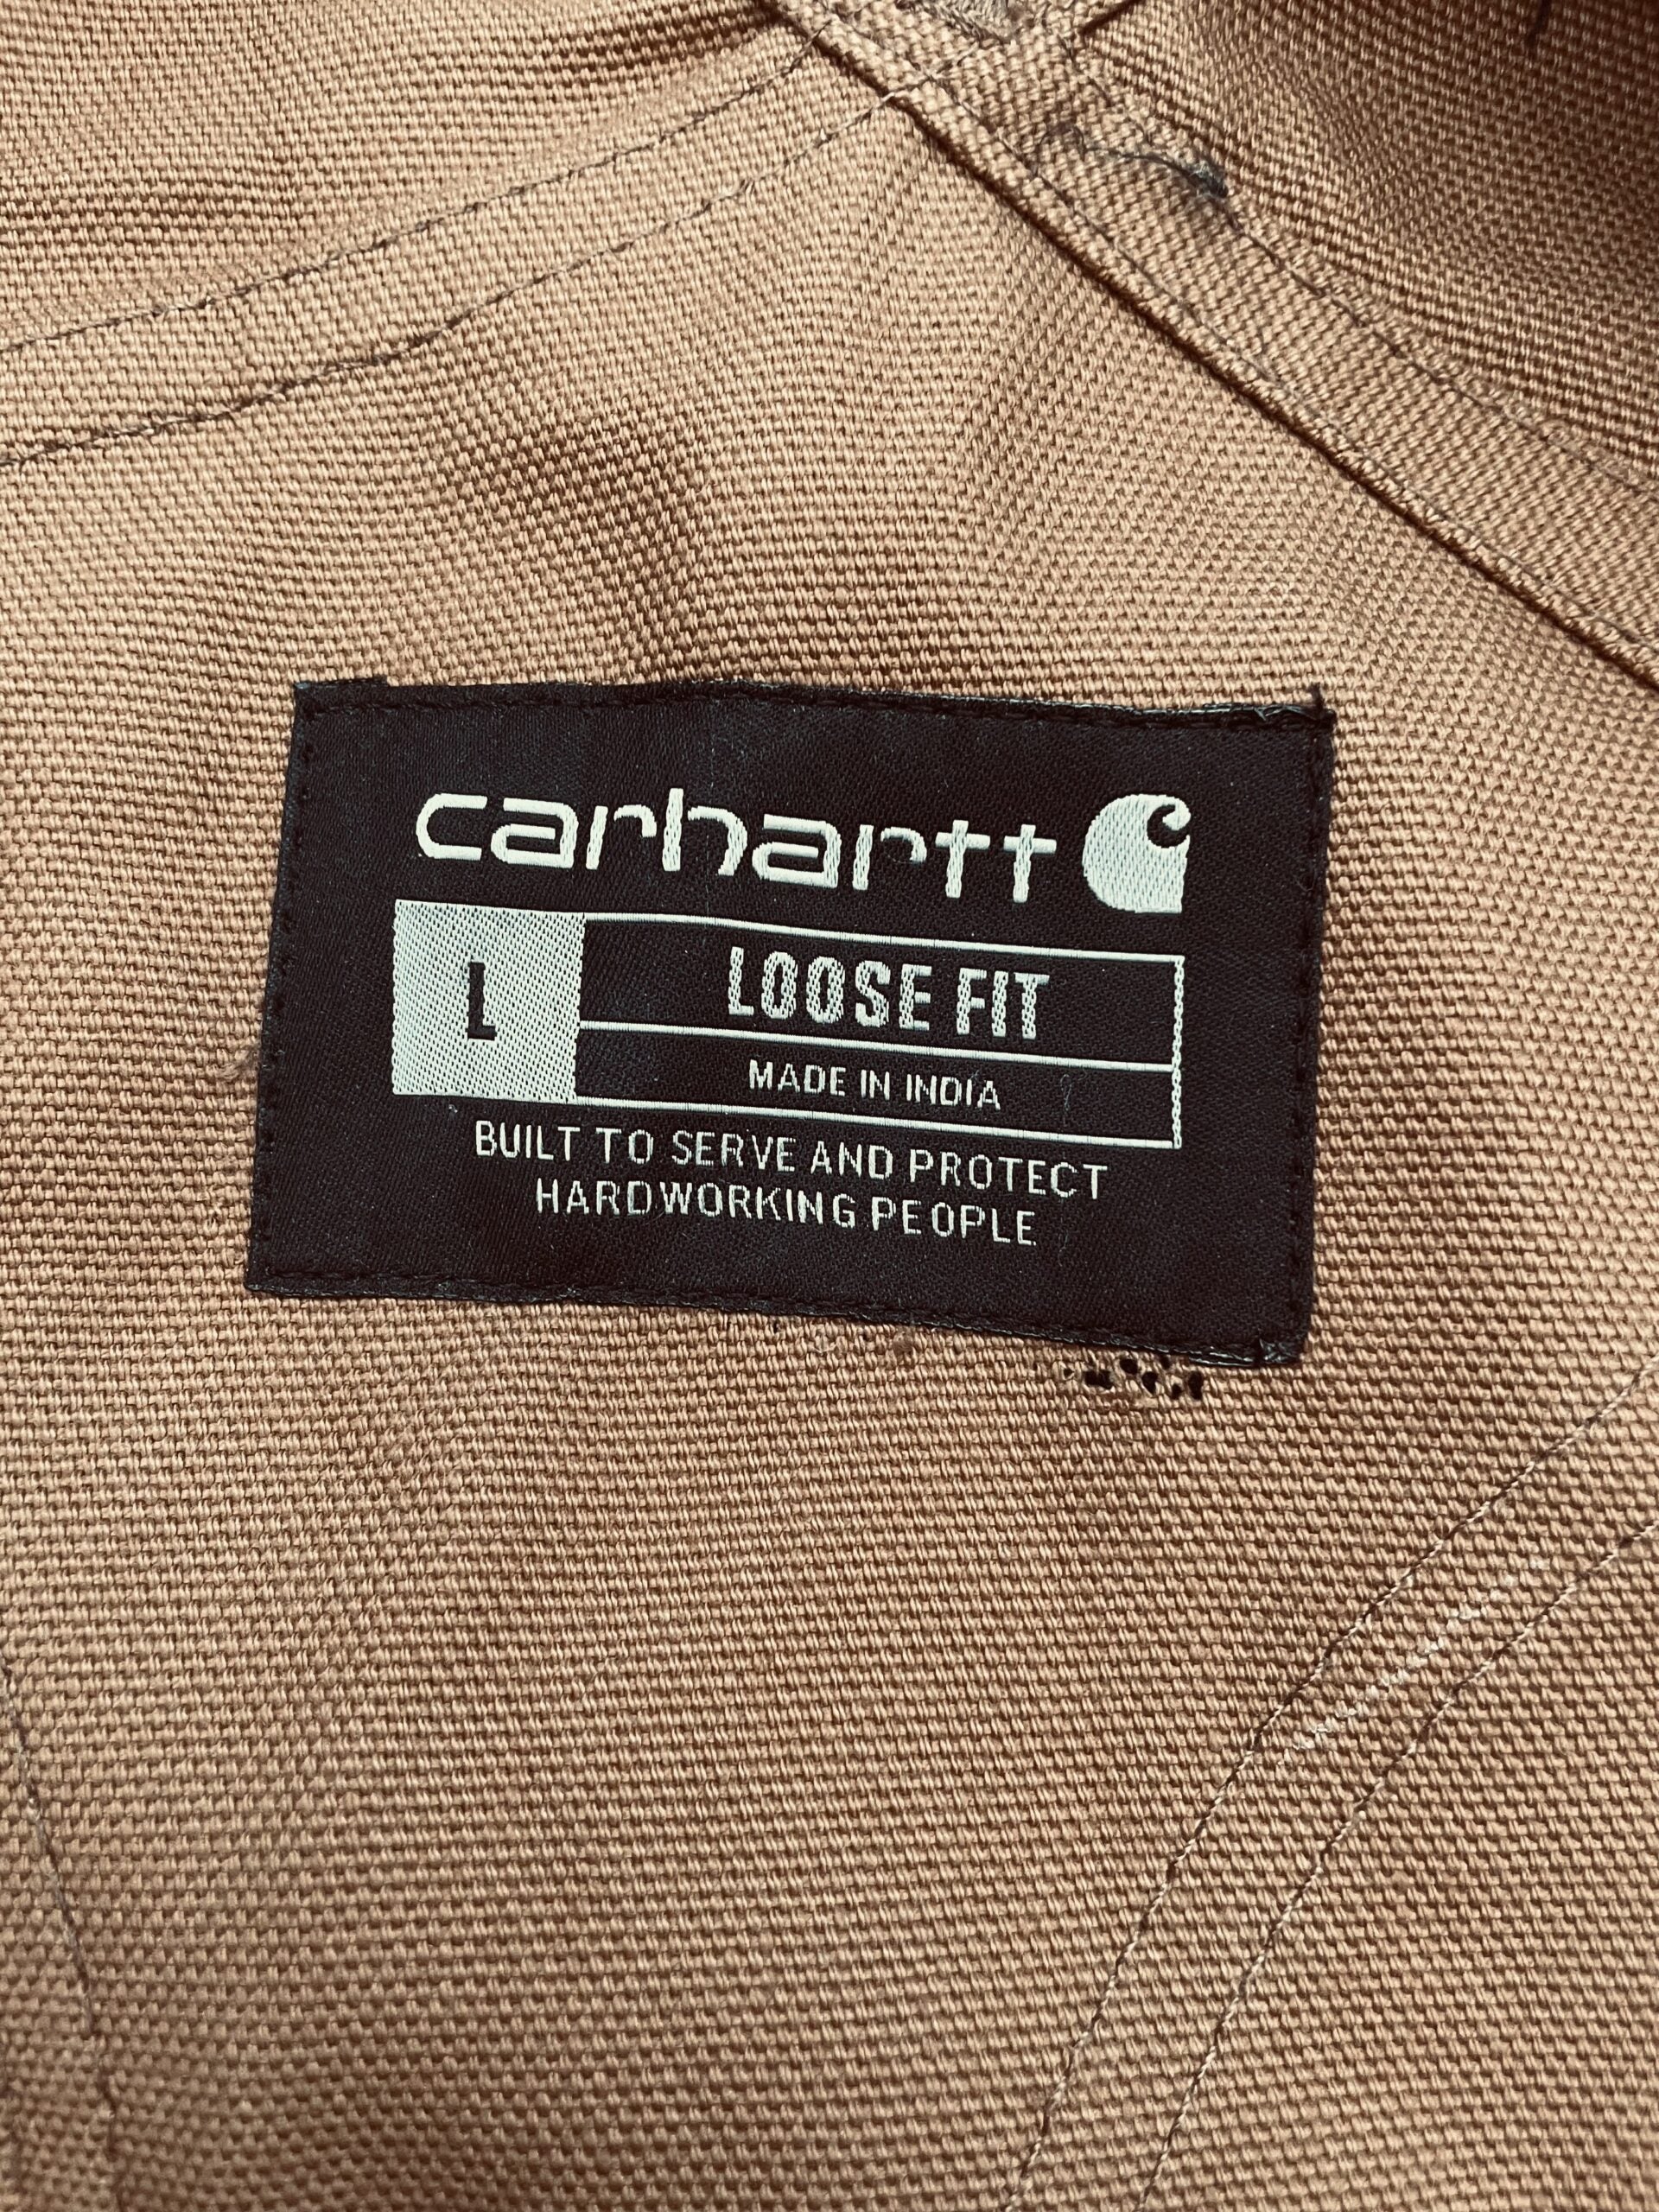 carhartt
L
LOOSE FIT
MADE IN INDIA
BUILT TO SERVE AND PROTECT
HARDWORKING PEOPLE